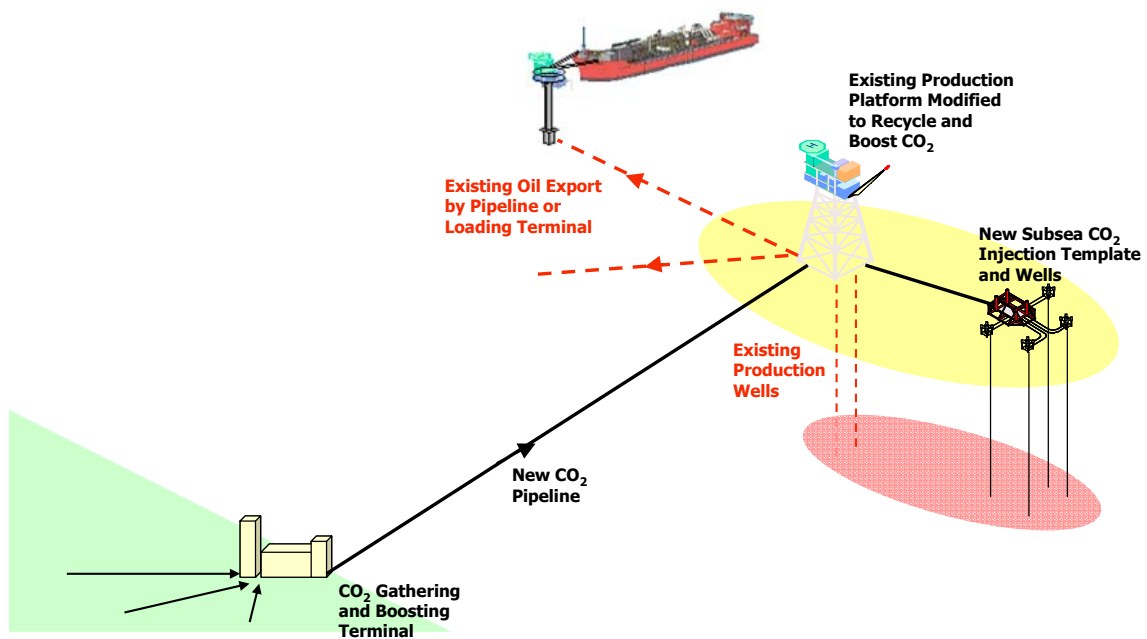 Existing Production
Platform Modified
to Recycle and
Boost CO₂
H
Existing Oil Export
by Pipeline or
Loading Terminal
New Subsea CO₂
Injection Template
and Wells
Existing
Production
Wells
New CO₂
Pipeline
CO₂ Gathering
and Boosting
Terminal